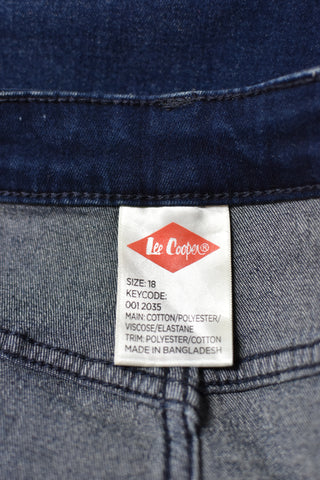 Lee Cooper®
SIZE: 18
KEYCODE:
001 2035
MAIN: COTTON/POLYESTER/
VISCOSE/ELASTANE
TRIM: POLYESTER/COTTON
MADE IN BANGLADESH